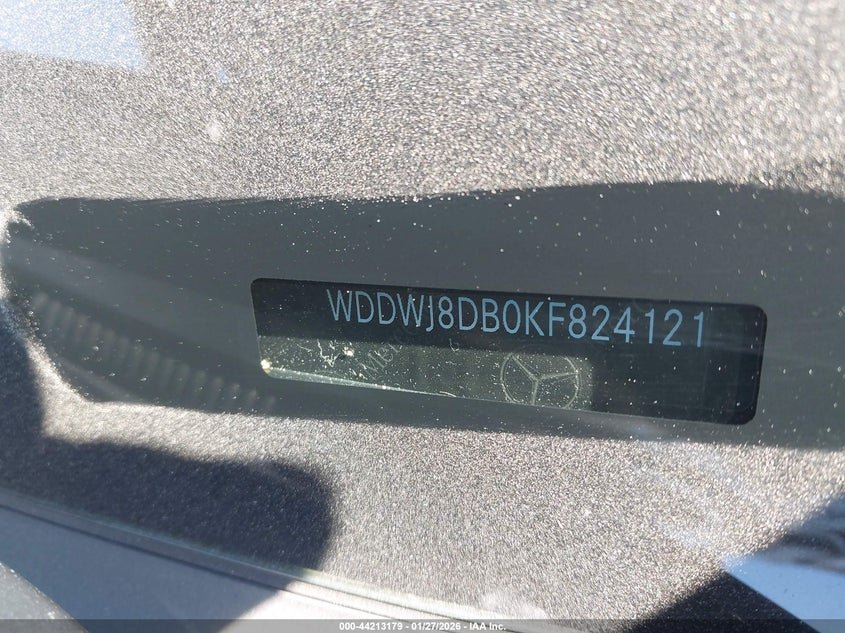 WDDWJ8DB0KF824121
000-44213179 | 01/27/2026 | IAA Inc.